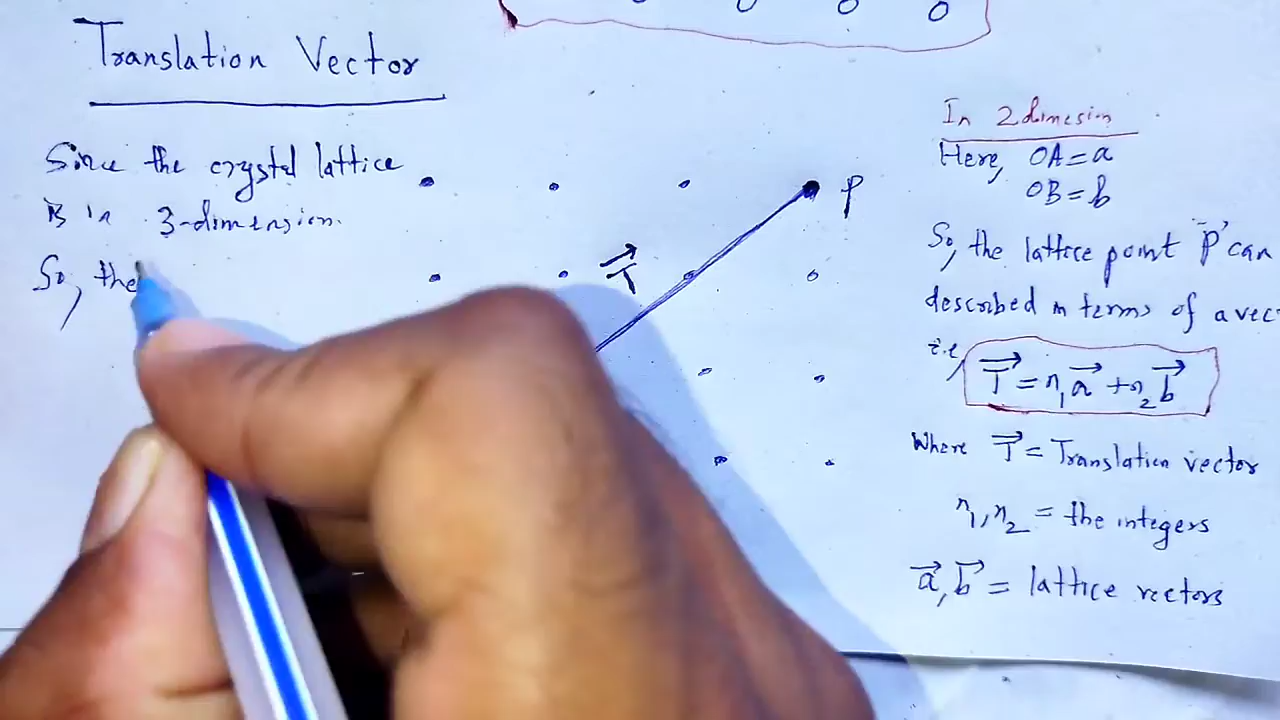 Translation Vector
Since the crystal lattice
is in 3-dimension.
So, the
P
T⃗
In 2dimesion
Here, OA = a
OB = b
So, the lattice point 'P' can
described in terms of a vec
i.e,
T⃗ = n₁a⃗ + n₂b⃗
Where T⃗ = Translation vector
n₁, n₂ = the integers
a⃗, b⃗ = lattice vectors